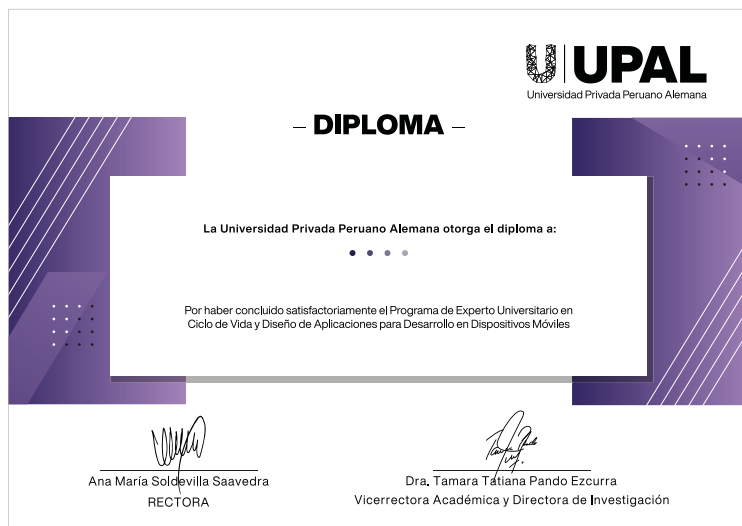 UPAL
Universidad Privada Peruano Alemana
– DIPLOMA –
La Universidad Privada Peruano Alemana otorga el diploma a:
Por haber concluido satisfactoriamente el Programa de Experto Universitario en
Ciclo de Vida y Diseño de Aplicaciones para Desarrollo en Dispositivos Móviles
Ana María Soldevilla Saavedra
RECTORA
Dra. Tamara Tatiana Pando Ezcurra
Vicerrectora Académica y Directora de Investigación